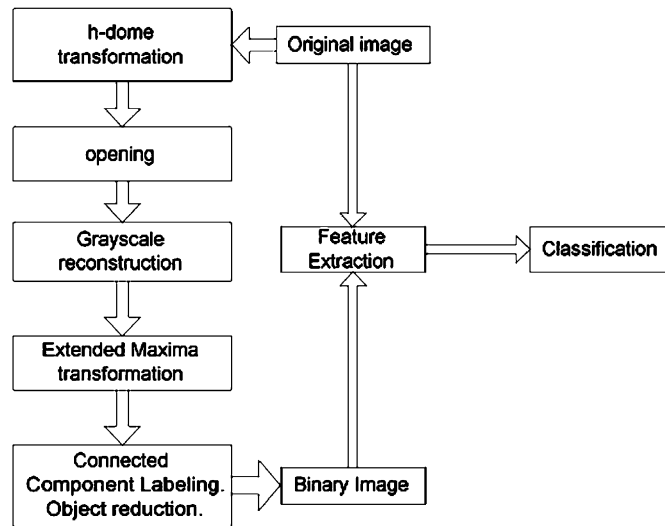 h-dome
transformation
Original image
opening
Grayscale
reconstruction
Feature
Extraction
Classification
Extended Maxima
transformation
Connected
Component Labeling.
Object reduction.
Binary Image